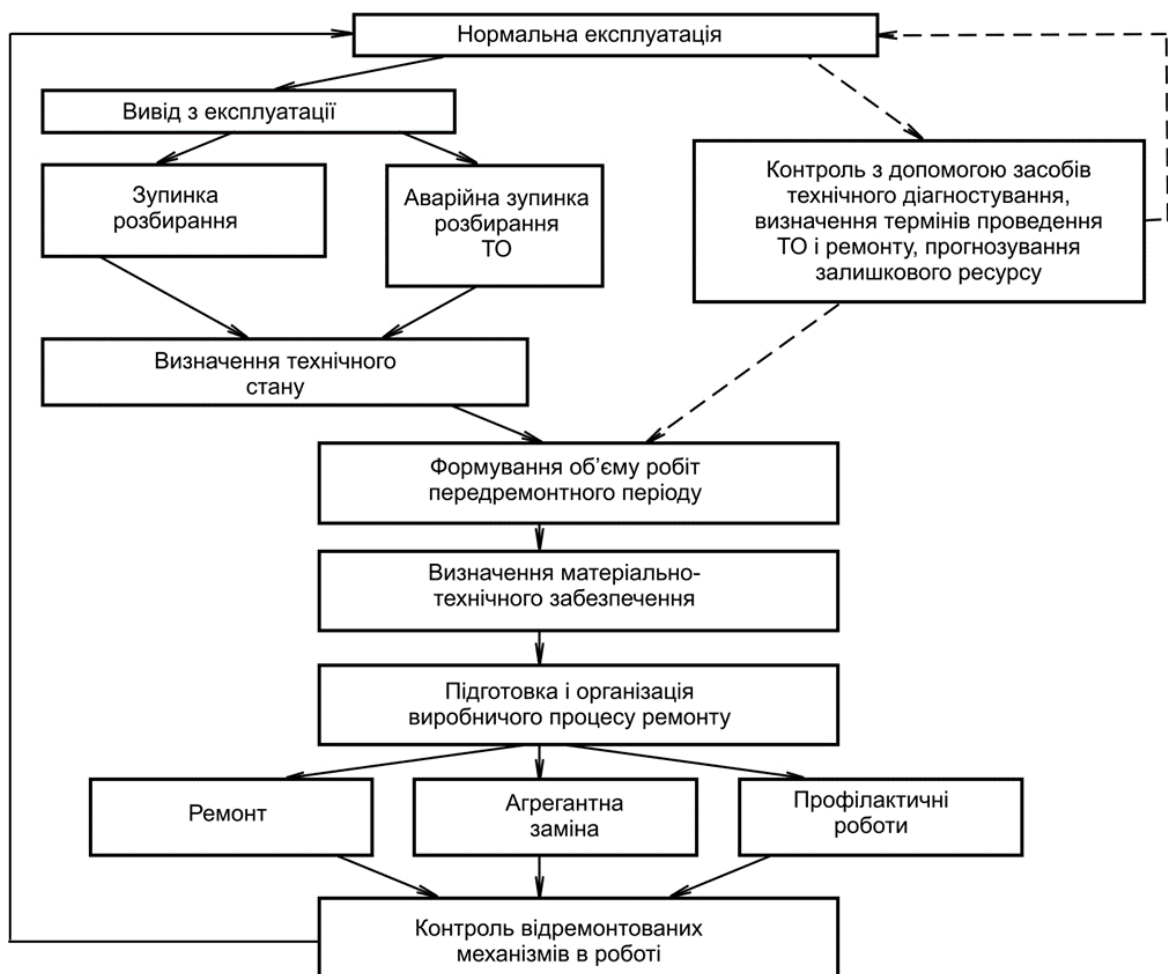 Нормальна експлуатація
Вивід з експлуатації
Зупинка
розбирання
Аварійна зупинка
розбирання
ТО
Контроль з допомогою засобів
технічного діагностування,
визначення термінів проведення
ТО і ремонту, прогнозування
залишкового ресурсу
Визначення технічного
стану
Формування об’єму робіт
передремонтного періоду
Визначення матеріально-
технічного забезпечення
Підготовка і організація
виробничого процесу ремонту
Ремонт
Агрегантна
заміна
Профілактичні
роботи
Контроль відремонтованих
механізмів в роботі